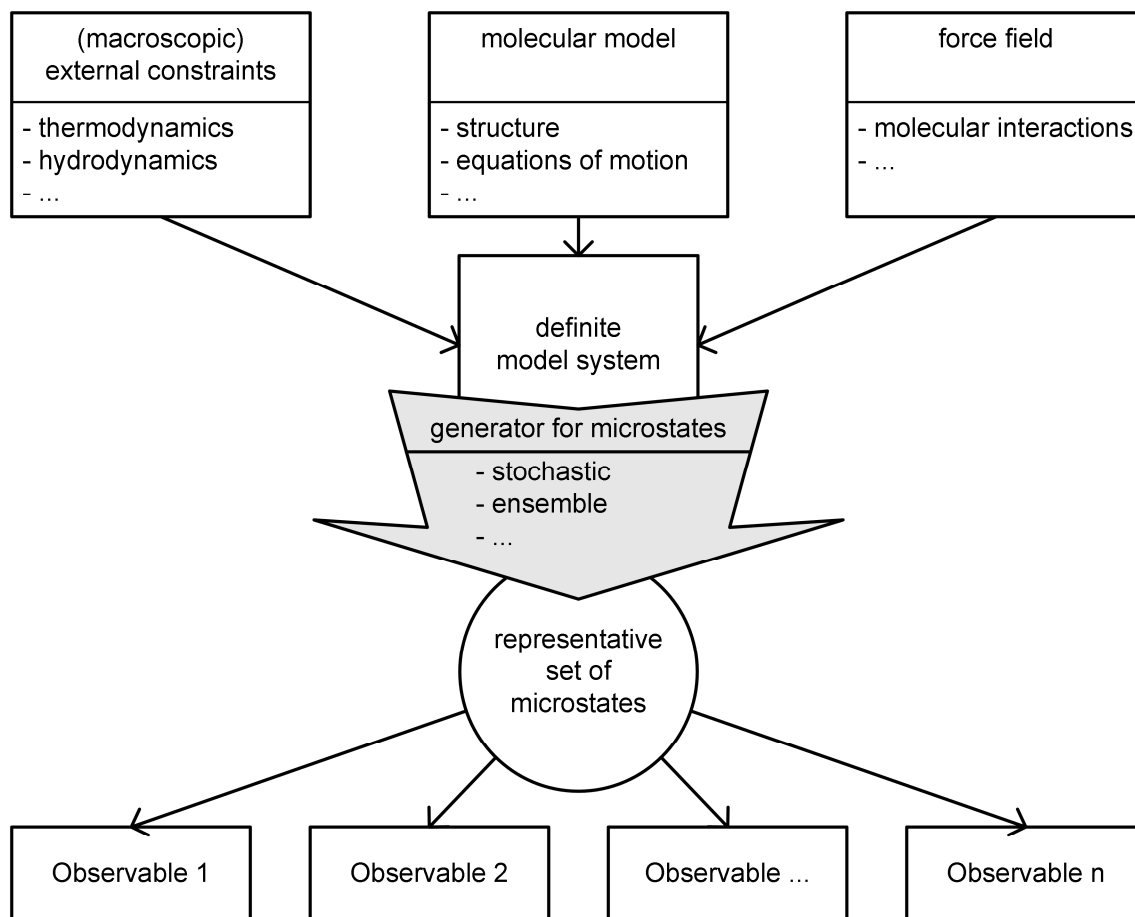 (macroscopic)
external constraints
- thermodynamics
- hydrodynamics
- ...
molecular model
- structure
- equations of motion
- ...
force field
- molecular interactions
- ...
definite
model system
generator for microstates
- stochastic
- ensemble
- ...
representative
set of
microstates
Observable 1
Observable 2
Observable ...
Observable n